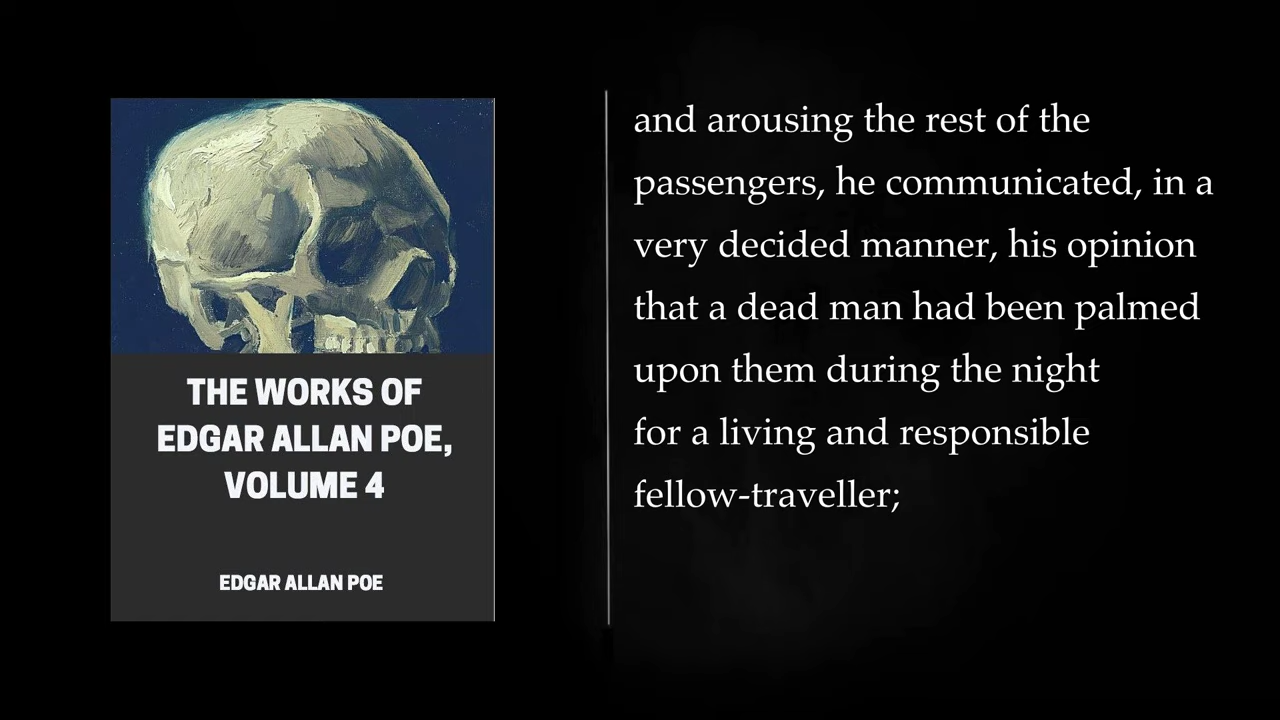 THE WORKS OF
EDGAR ALLAN POE,
VOLUME 4
EDGAR ALLAN POE
and arousing the rest of the
passengers, he communicated, in a
very decided manner, his opinion
that a dead man had been palmed
upon them during the night
for a living and responsible
fellow-traveller;